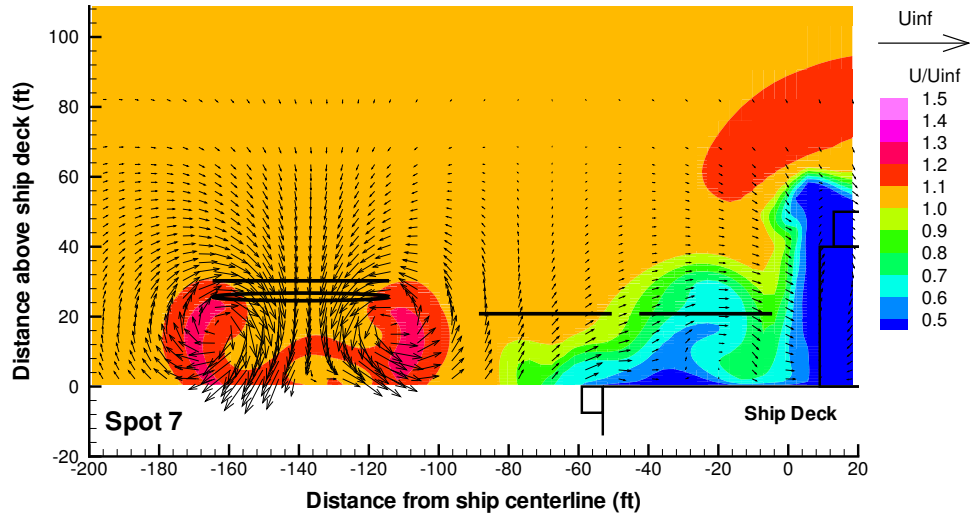 Uinf
U/Uinf
1.5
1.4
1.3
1.2
1.1
1.0
0.9
0.8
0.7
0.6
0.5
Distance above ship deck (ft)
100
80
60
40
20
0
-20
Spot 7
Ship Deck
-200 -180 -160 -140 -120 -100 -80 -60 -40 -20 0 20
Distance from ship centerline (ft)